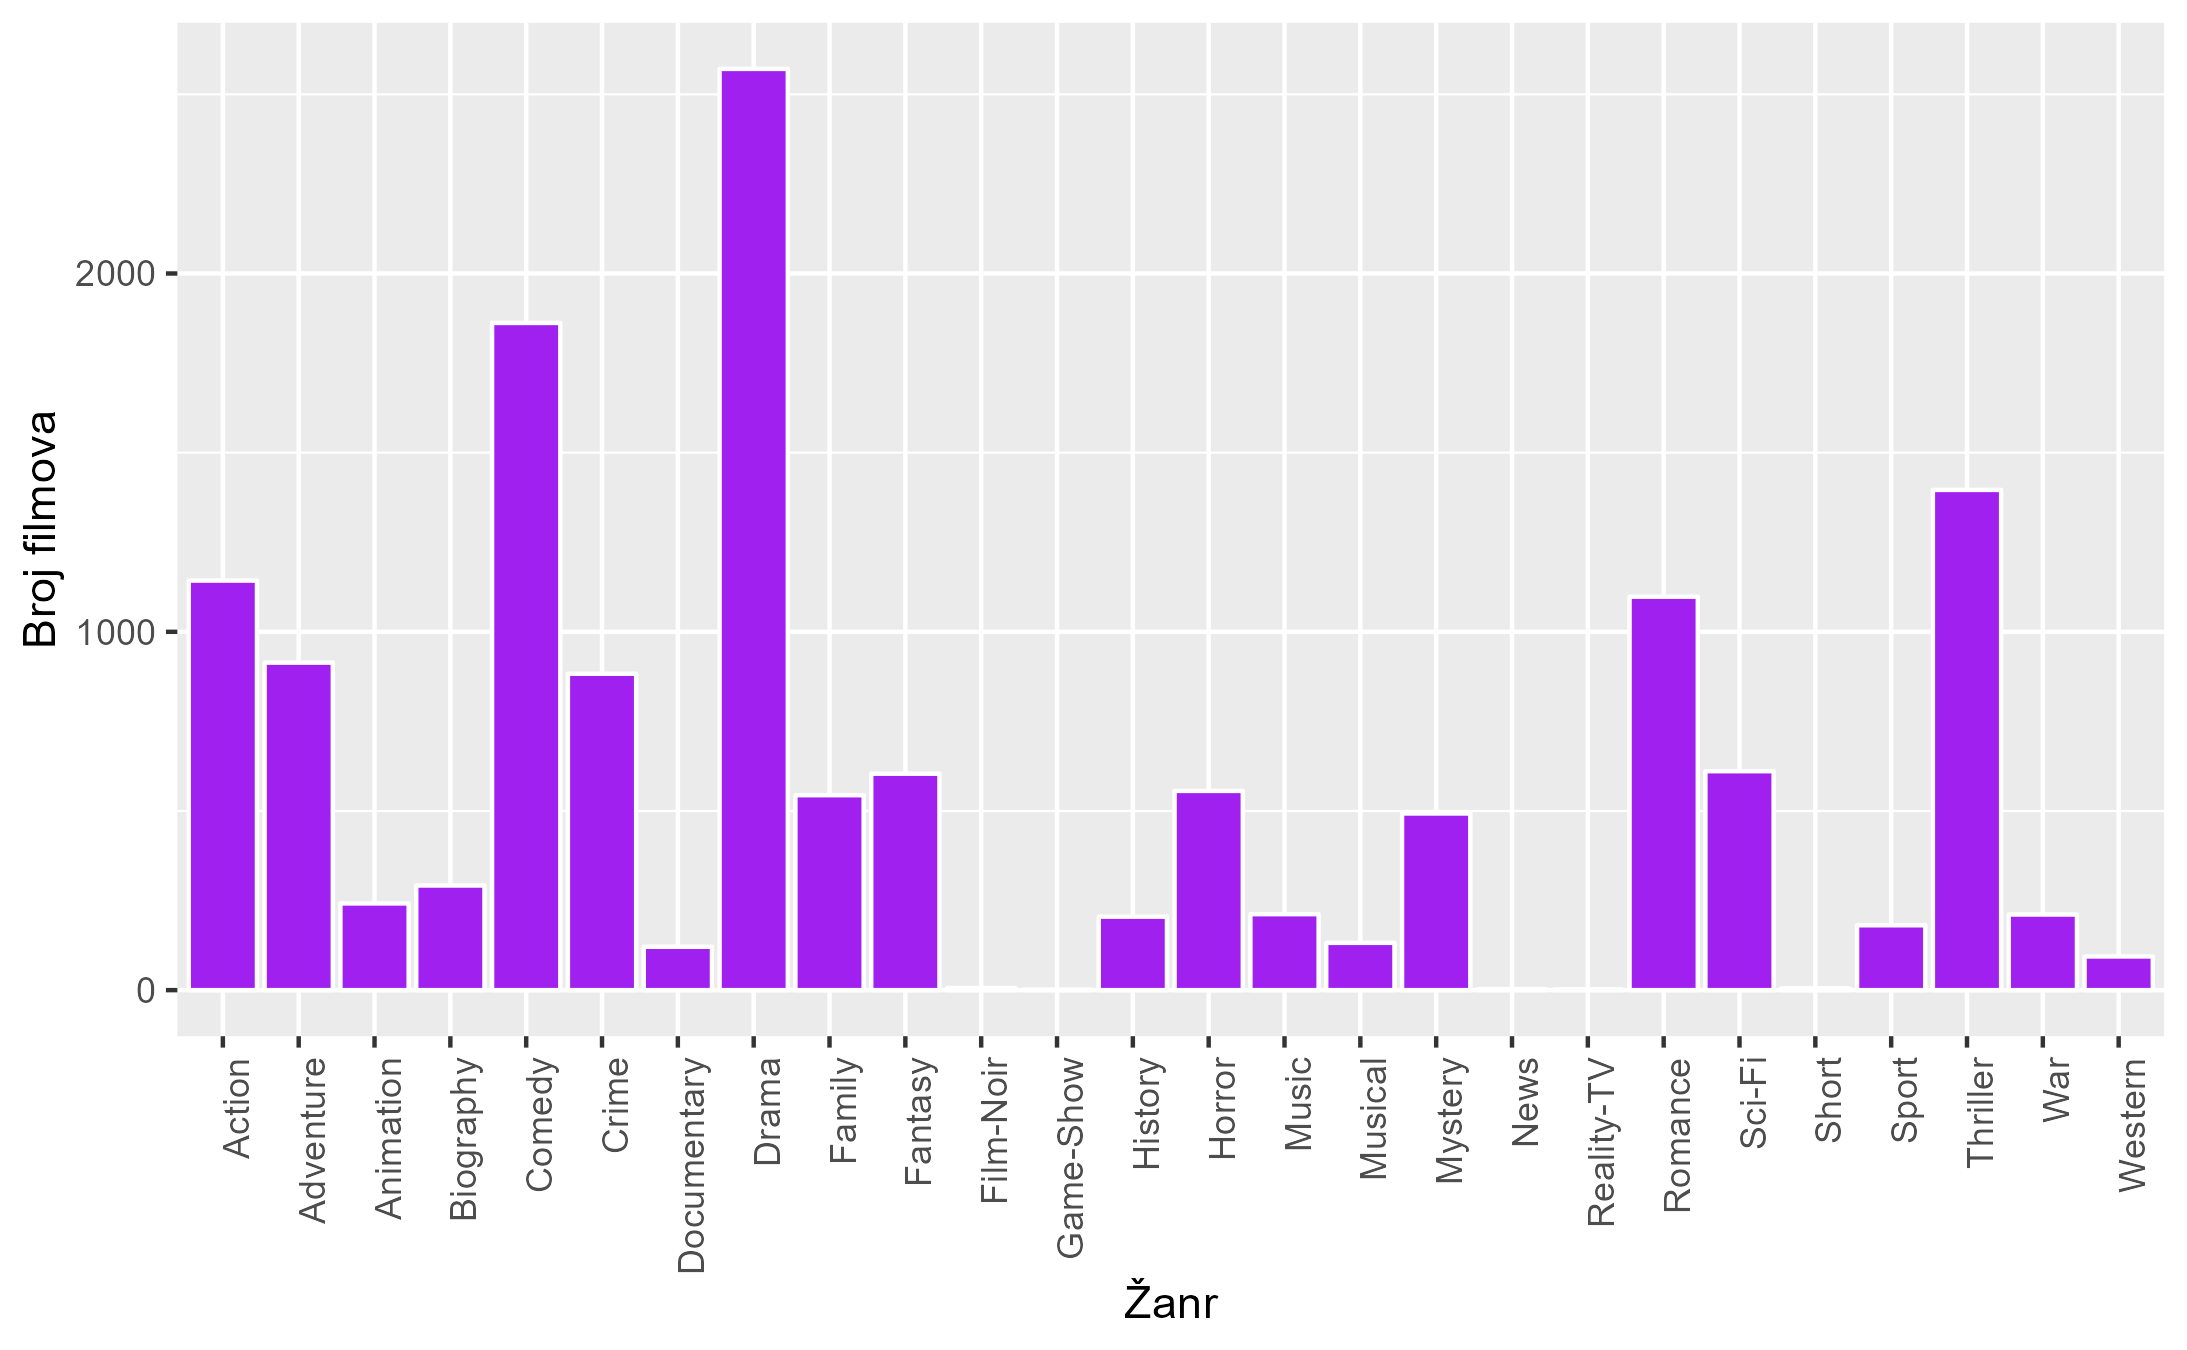 Broj filmova
2000
1000
0
Action
Adventure
Animation
Biography
Comedy
Crime
Documentary
Drama
Family
Fantasy
Film-Noir
Game-Show
History
Horror
Music
Musical
Mystery
News
Reality-TV
Romance
Sci-Fi
Short
Sport
Thriller
War
Western
Žanr